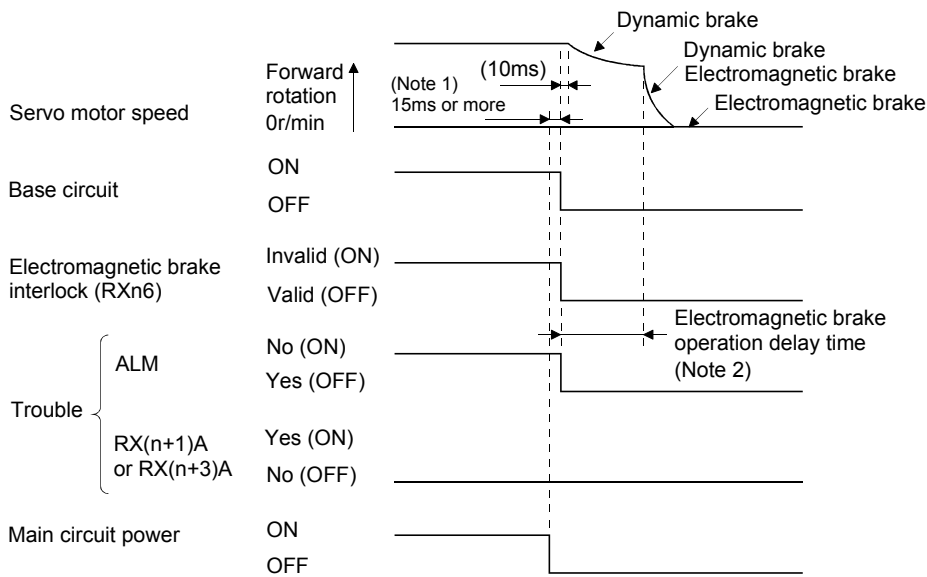 Dynamic brake
Dynamic brake
Electromagnetic brake
Electromagnetic brake
Servo motor speed
Forward
rotation
0r/min
(Note 1)
15ms or more
(10ms)
Base circuit
ON
OFF
Electromagnetic brake
interlock (RXn6)
Invalid (ON)
Valid (OFF)
Electromagnetic brake
operation delay time
(Note 2)
Trouble
ALM
No (ON)
Yes (OFF)
RX(n+1)A
or RX(n+3)A
Yes (ON)
No (OFF)
Main circuit power
ON
OFF